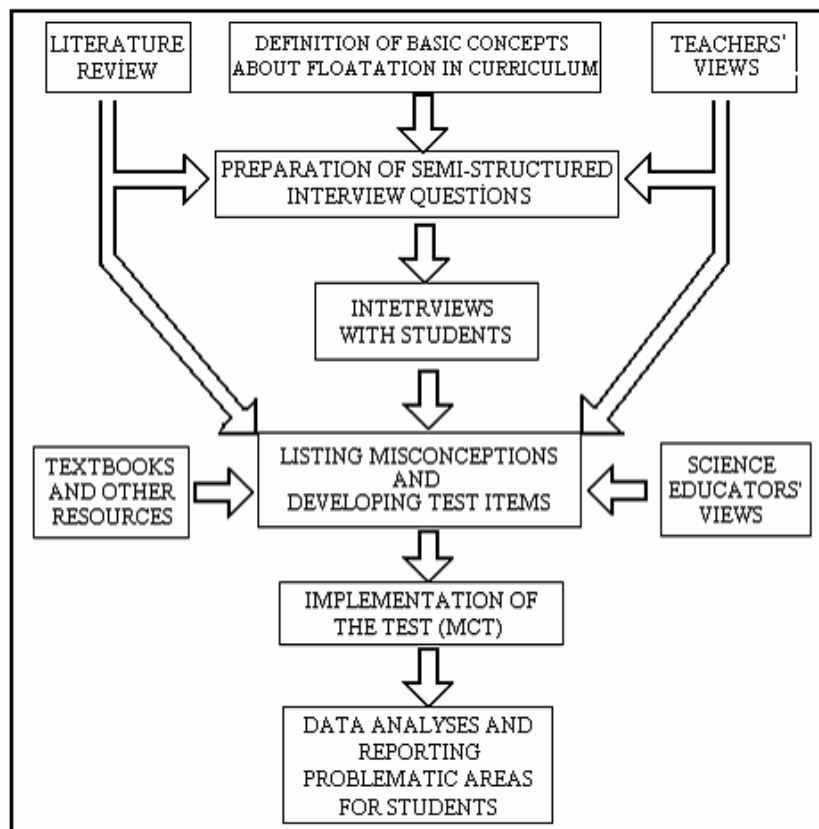 LITERATURE
REVİEW
DEFINITION OF BASIC CONCEPTS
ABOUT FLOATATION IN CURRICULUM
TEACHERS'
VIEWS
PREPARATION OF SEMI-STRUCTURED
INTERVIEW QUESTİONS
INTETRVIEWS
WITH STUDENTS
TEXTBOOKS
AND OTHER
RESOURCES
LISTING MISCONCEPTIONS
AND
DEVELOPING TEST ITEMS
SCIENCE
EDUCATORS'
VIEWS
IMPLEMENTATION OF
THE TEST (MCT)
DATA ANALYSES AND
REPORTING
PROBLEMATIC AREAS
FOR STUDENTS